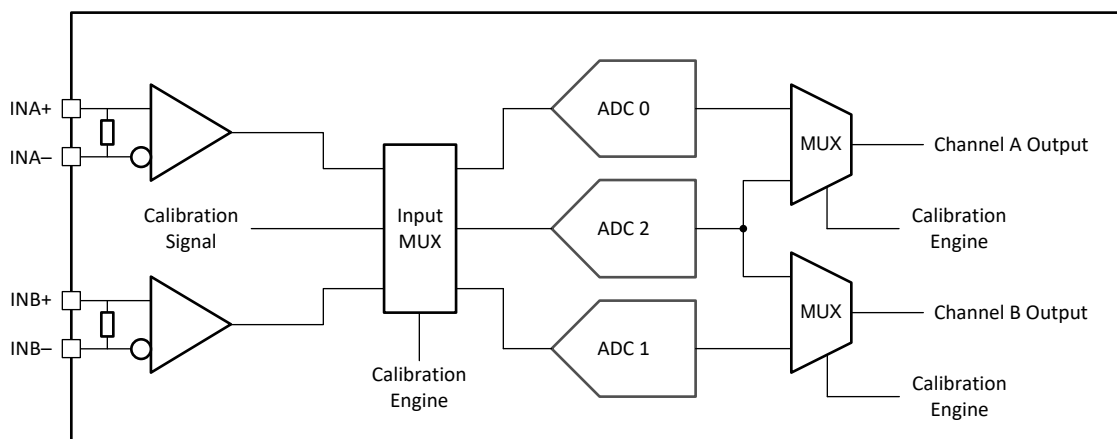 INA+
INA−
INB+
INB−
Calibration
Signal
Input
MUX
Calibration
Engine
ADC 0
ADC 2
ADC 1
MUX
Channel A Output
Calibration
Engine
MUX
Channel B Output
Calibration
Engine